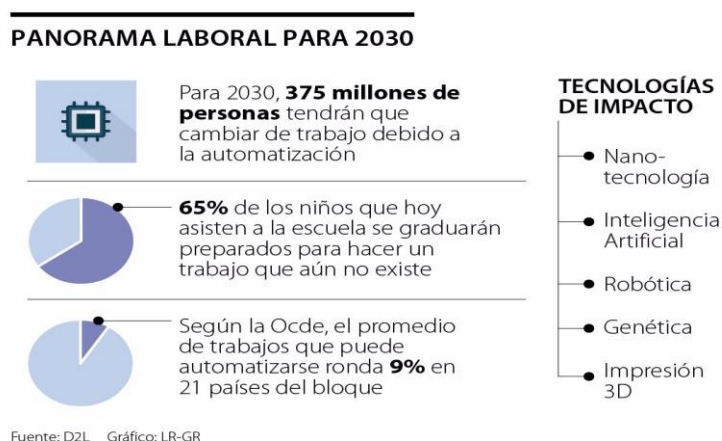 PANORAMA LABORAL PARA 2030
Para 2030, 375 millones de
personas tendrán que
cambiar de trabajo debido a
la automatización
65% de los niños que hoy
asisten a la escuela se graduarán
preparados para hacer un
trabajo que aún no existe
Según la Ocde, el promedio
de trabajos que puede
automatizarse ronda 9% en
21 países del bloque
TECNOLOGÍAS
DE IMPACTO
Nano-
tecnología
Inteligencia
Artificial
Robótica
Genética
Impresión
3D
Fuente: D2L Gráfico: LR-GR